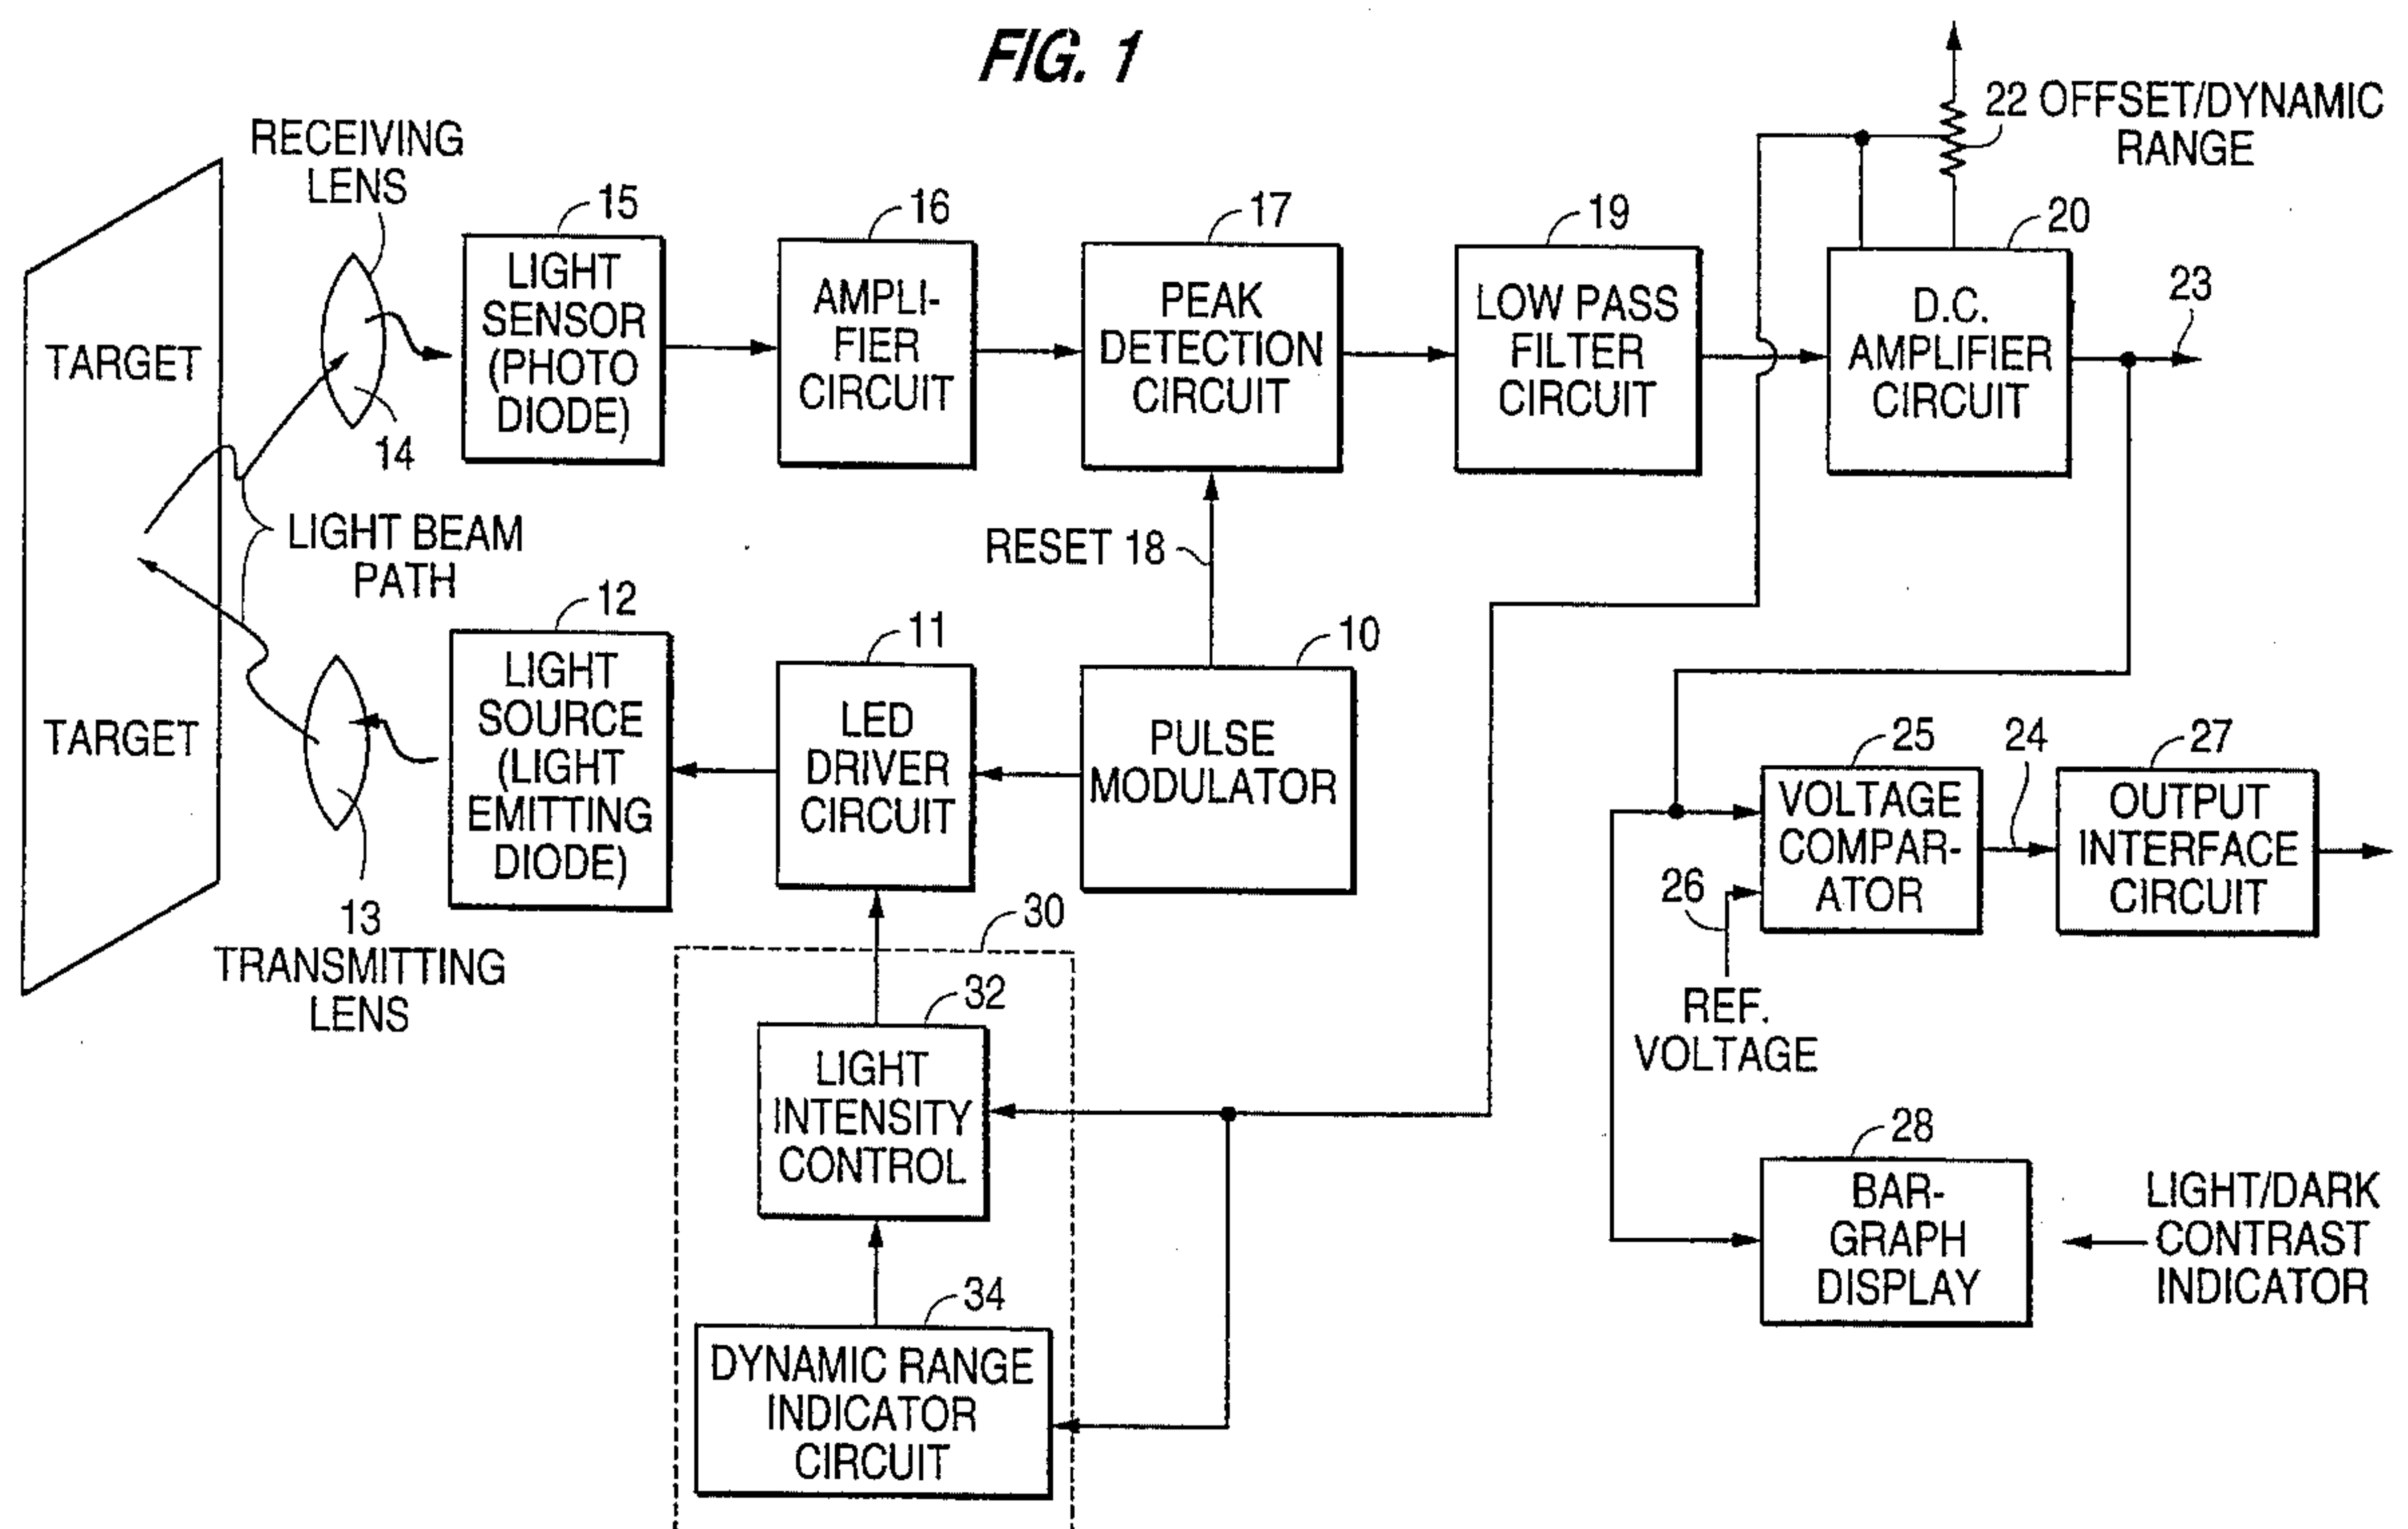 FIG. 1
22 OFFSET/DYNAMIC
RANGE
RECEIVING
LENS
14
TARGET
TARGET
LIGHT BEAM
PATH
15
LIGHT
SENSOR
(PHOTO
DIODE)
16
AMPLI-
FIER
CIRCUIT
17
PEAK
DETECTION
CIRCUIT
19
LOW PASS
FILTER
CIRCUIT
20
D.C.
AMPLIFIER
CIRCUIT
23
RESET 18
12
LIGHT
SOURCE
(LIGHT
EMITTING
DIODE)
11
LED
DRIVER
CIRCUIT
10
PULSE
MODULATOR
13
TRANSMITTING
LENS
25
VOLTAGE
COMPAR-
ATOR
24
27
OUTPUT
INTERFACE
CIRCUIT
26
REF.
VOLTAGE
30
32
LIGHT
INTENSITY
CONTROL
34
DYNAMIC RANGE
INDICATOR
CIRCUIT
28
BAR-
GRAPH
DISPLAY
LIGHT/DARK
CONTRAST
INDICATOR